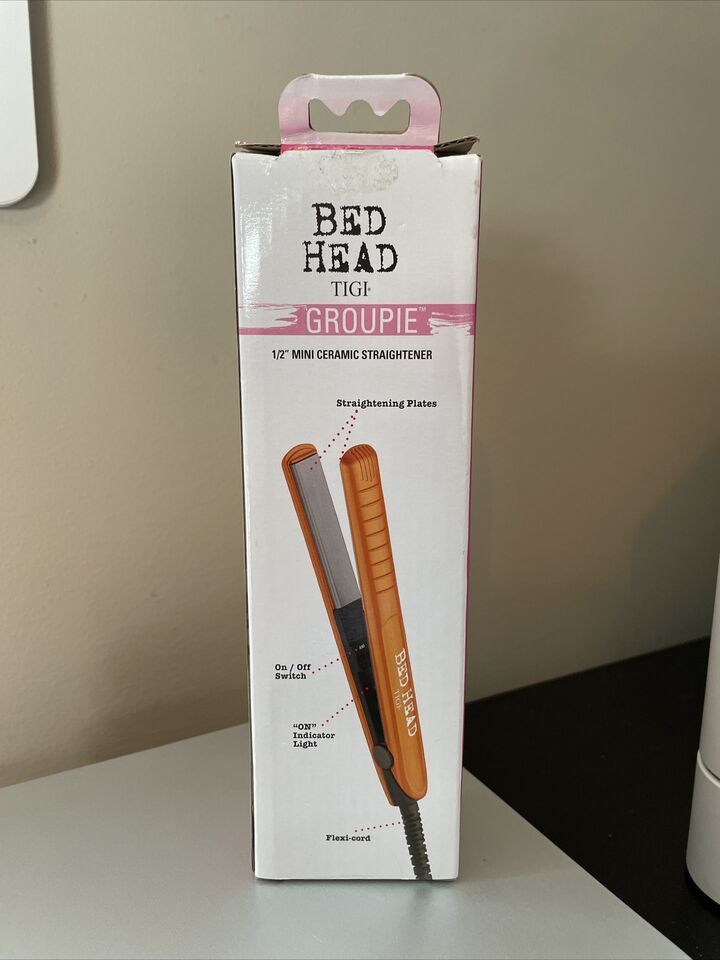 BED
HEAD
TIGI®
GROUPIE™
1/2" MINI CERAMIC STRAIGHTENER
Straightening Plates
On / Off
Switch
"ON"
Indicator
Light
BED HEAD
TIGI
Flexi-cord